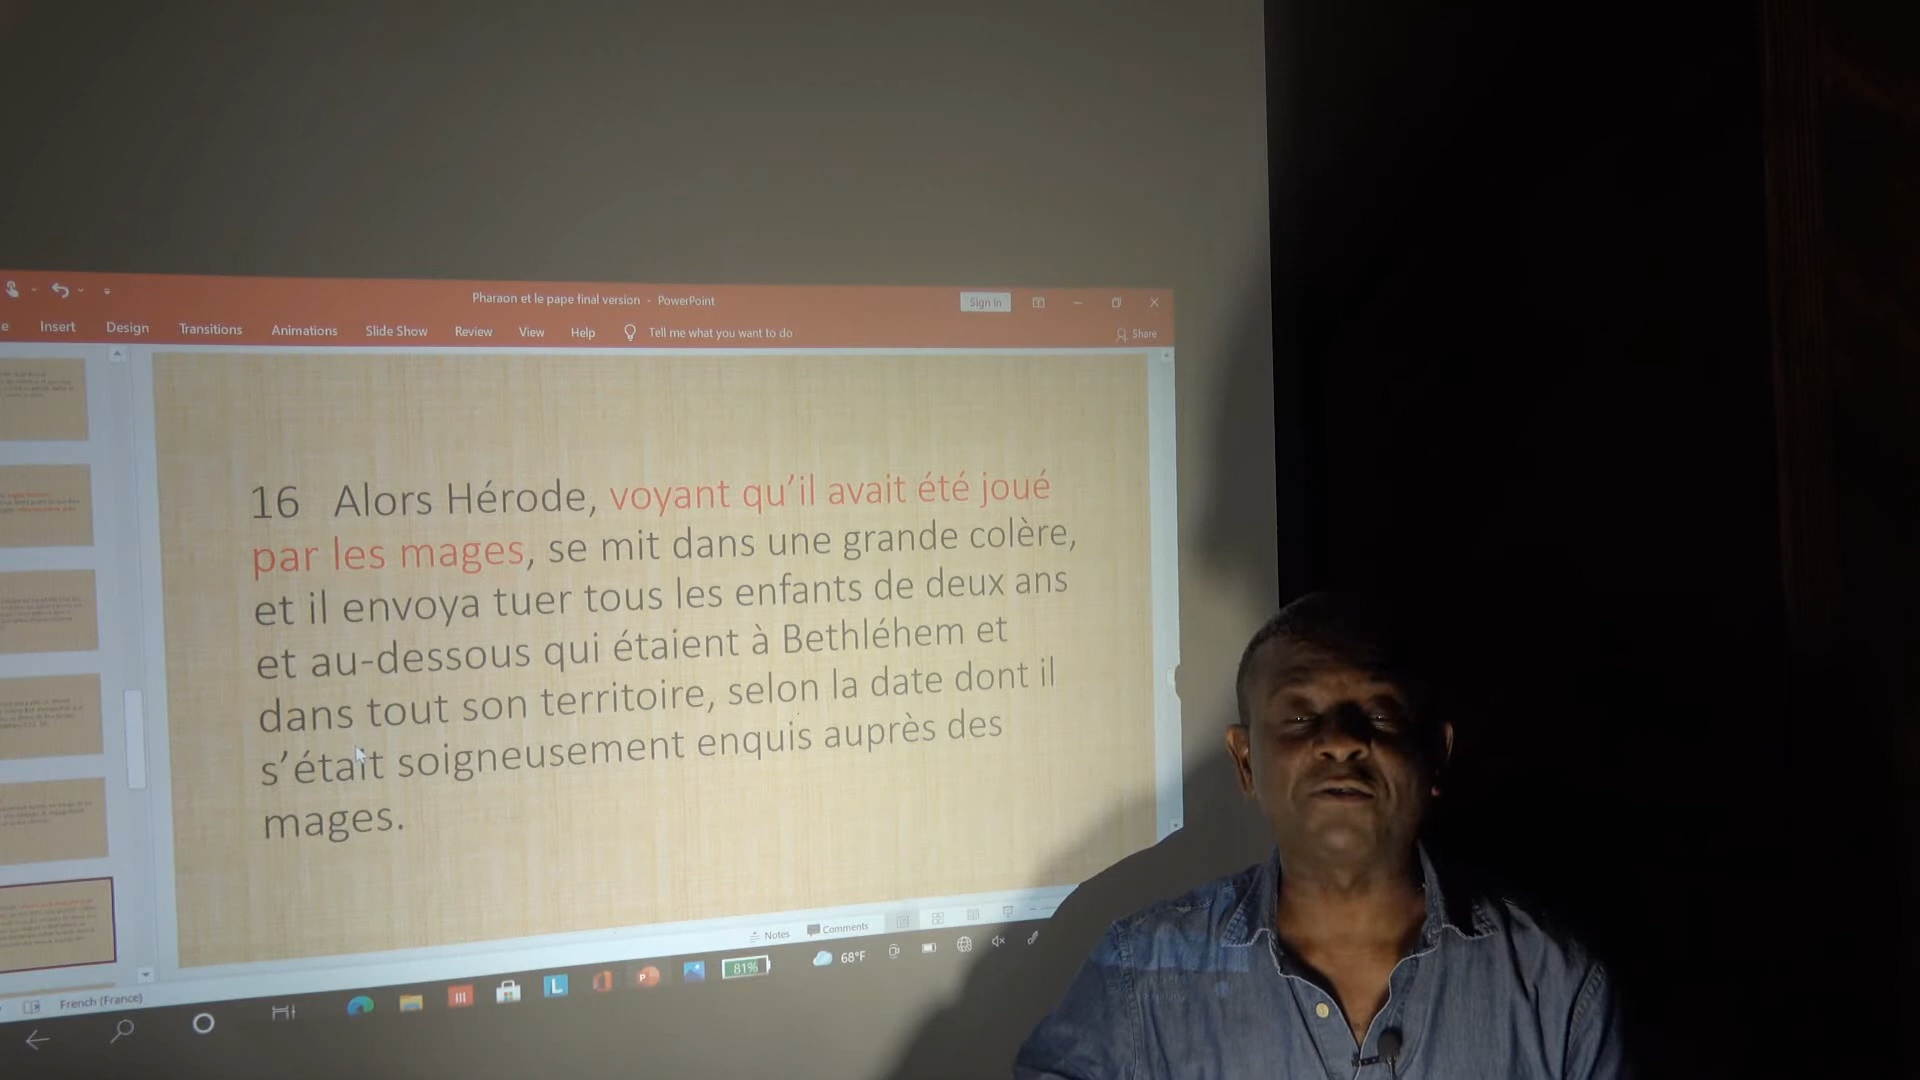 Pharaon et le pape final version - PowerPoint
Sign in
Insert Design Transitions Animations Slide Show Review View Help Tell me what you want to do Share
16 Alors Hérode, voyant qu’il avait été joué
par les mages, se mit dans une grande colère,
et il envoya tuer tous les enfants de deux ans
et au-dessous qui étaient à Bethléhem et
dans tout son territoire, selon la date dont il
s’était soigneusement enquis auprès des
mages.
Notes Comments
French (France)
81% 68°F